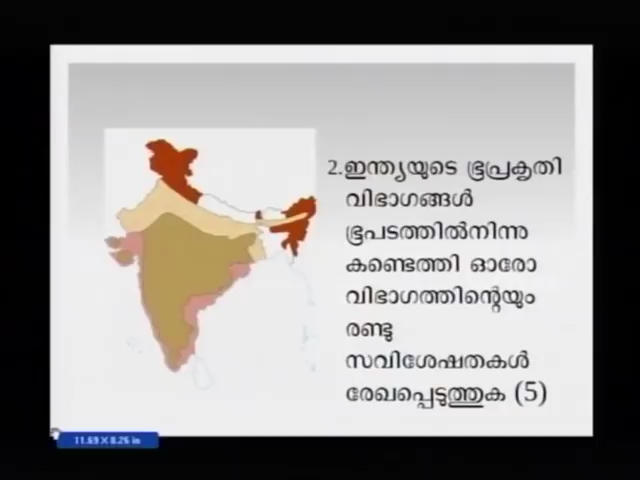 2.ഇന്ത്യയുടെ ഭൂപ്രകൃതി
വിഭാഗങ്ങൾ
ഭൂപടത്തിൽനിന്നു
കണ്ടെത്തി ഓരോ
വിഭാഗത്തിന്റെയും
രണ്ടു
സവിശേഷതകൾ
രേഖപ്പെടുത്തുക (5)
11.69 X 8.26 in